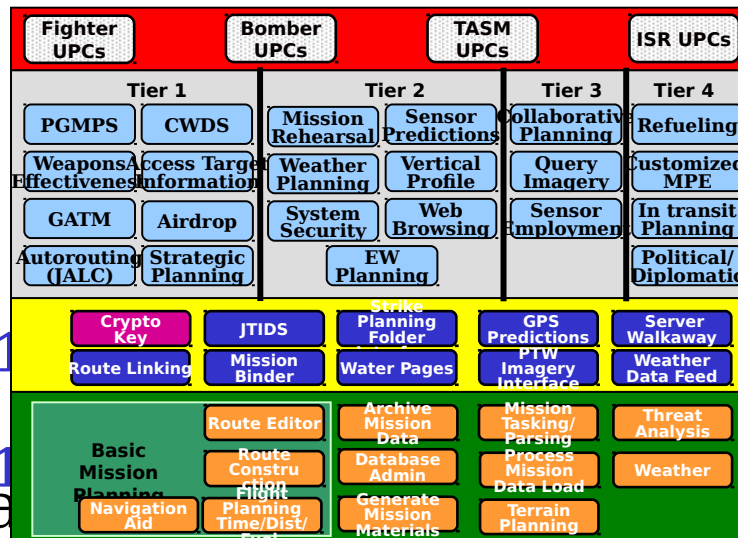 Fighter
UPCs
Bomber
UPCs
TASM
UPCs
ISR UPCs
Tier 1
Tier 2
Tier 3
Tier 4
PGMPS
CWDS
Mission
Rehearsal
Sensor
Predictions
Collaborative
Planning
Refueling
Weapons
Effectiveness
Access Target
Information
Weather
Planning
Vertical
Profile
Query
Imagery
Customized
MPE
GATM
Airdrop
System
Security
Web
Browsing
Sensor
Employment
In transit
Planning
Autorouting
(JALC)
Strategic
Planning
EW
Planning
Political/
Diplomatic
Crypto
Key
JTIDS
Strike
Planning
Folder
GPS
Predictions
Server
Walkaway
Route Linking
Mission
Binder
Water Pages
PTW
Imagery
Interface
Weather
Data Feed
1
Basic
Mission
Planning
Route Editor
Archive
Mission
Data
Mission
Tasking/
Parsing
Threat
Analysis
Route
Constru
ction
Database
Admin
Process
Mission
Data Load
Weather
1
a
Navigation
Aid
Flight
Planning
Time/Dist/
Fuel
Generate
Mission
Materials
Terrain
Planning